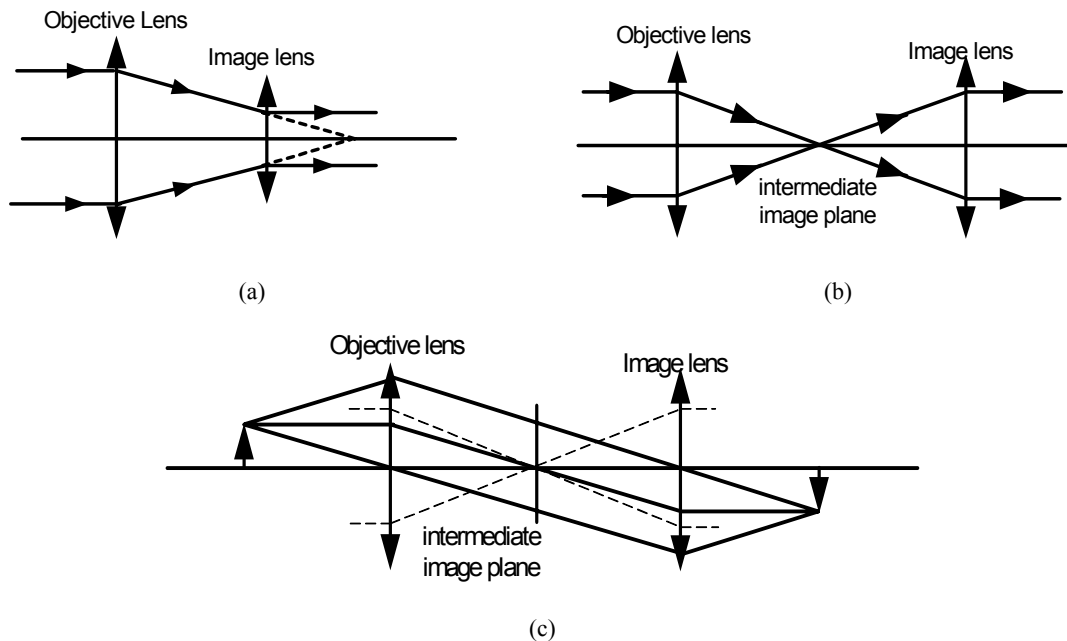 Objective Lens
Image lens
(a)
Objective lens
Image lens
intermediate
image plane
(b)
Objective lens
Image lens
intermediate
image plane
(c)